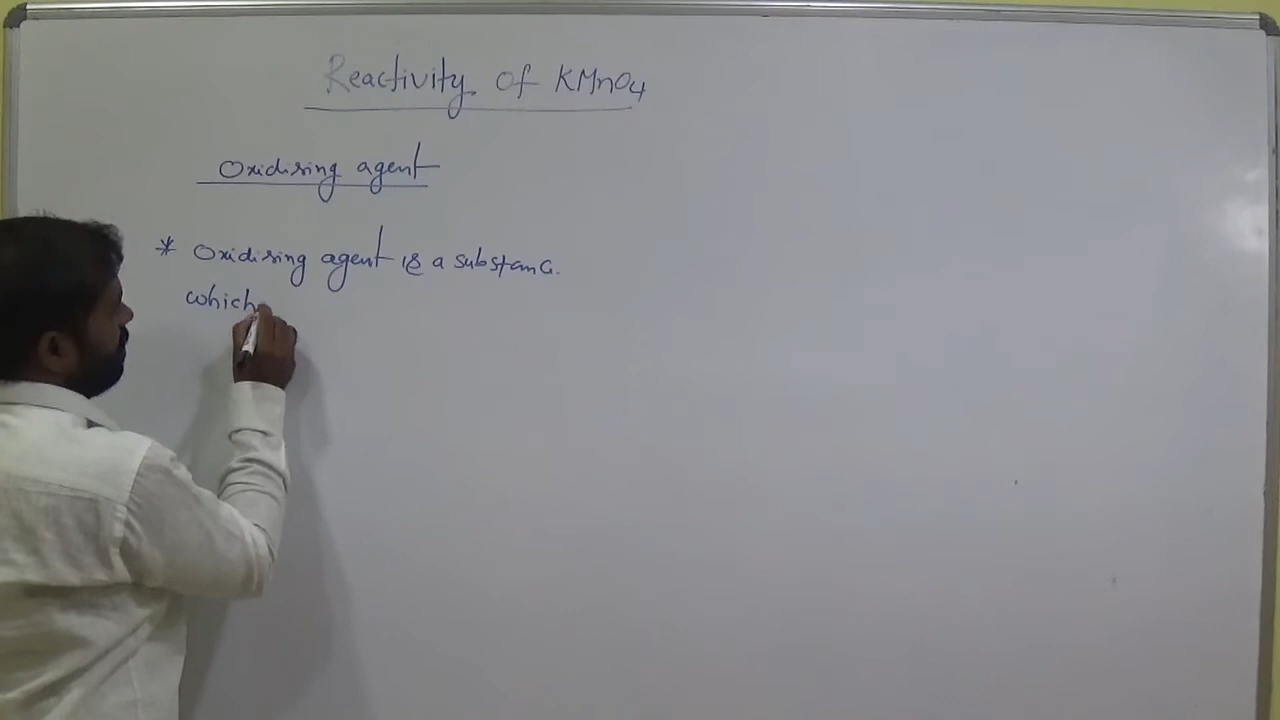 Reactivity of KMnO4
Oxidising agent
* Oxidising agent is a substance
which